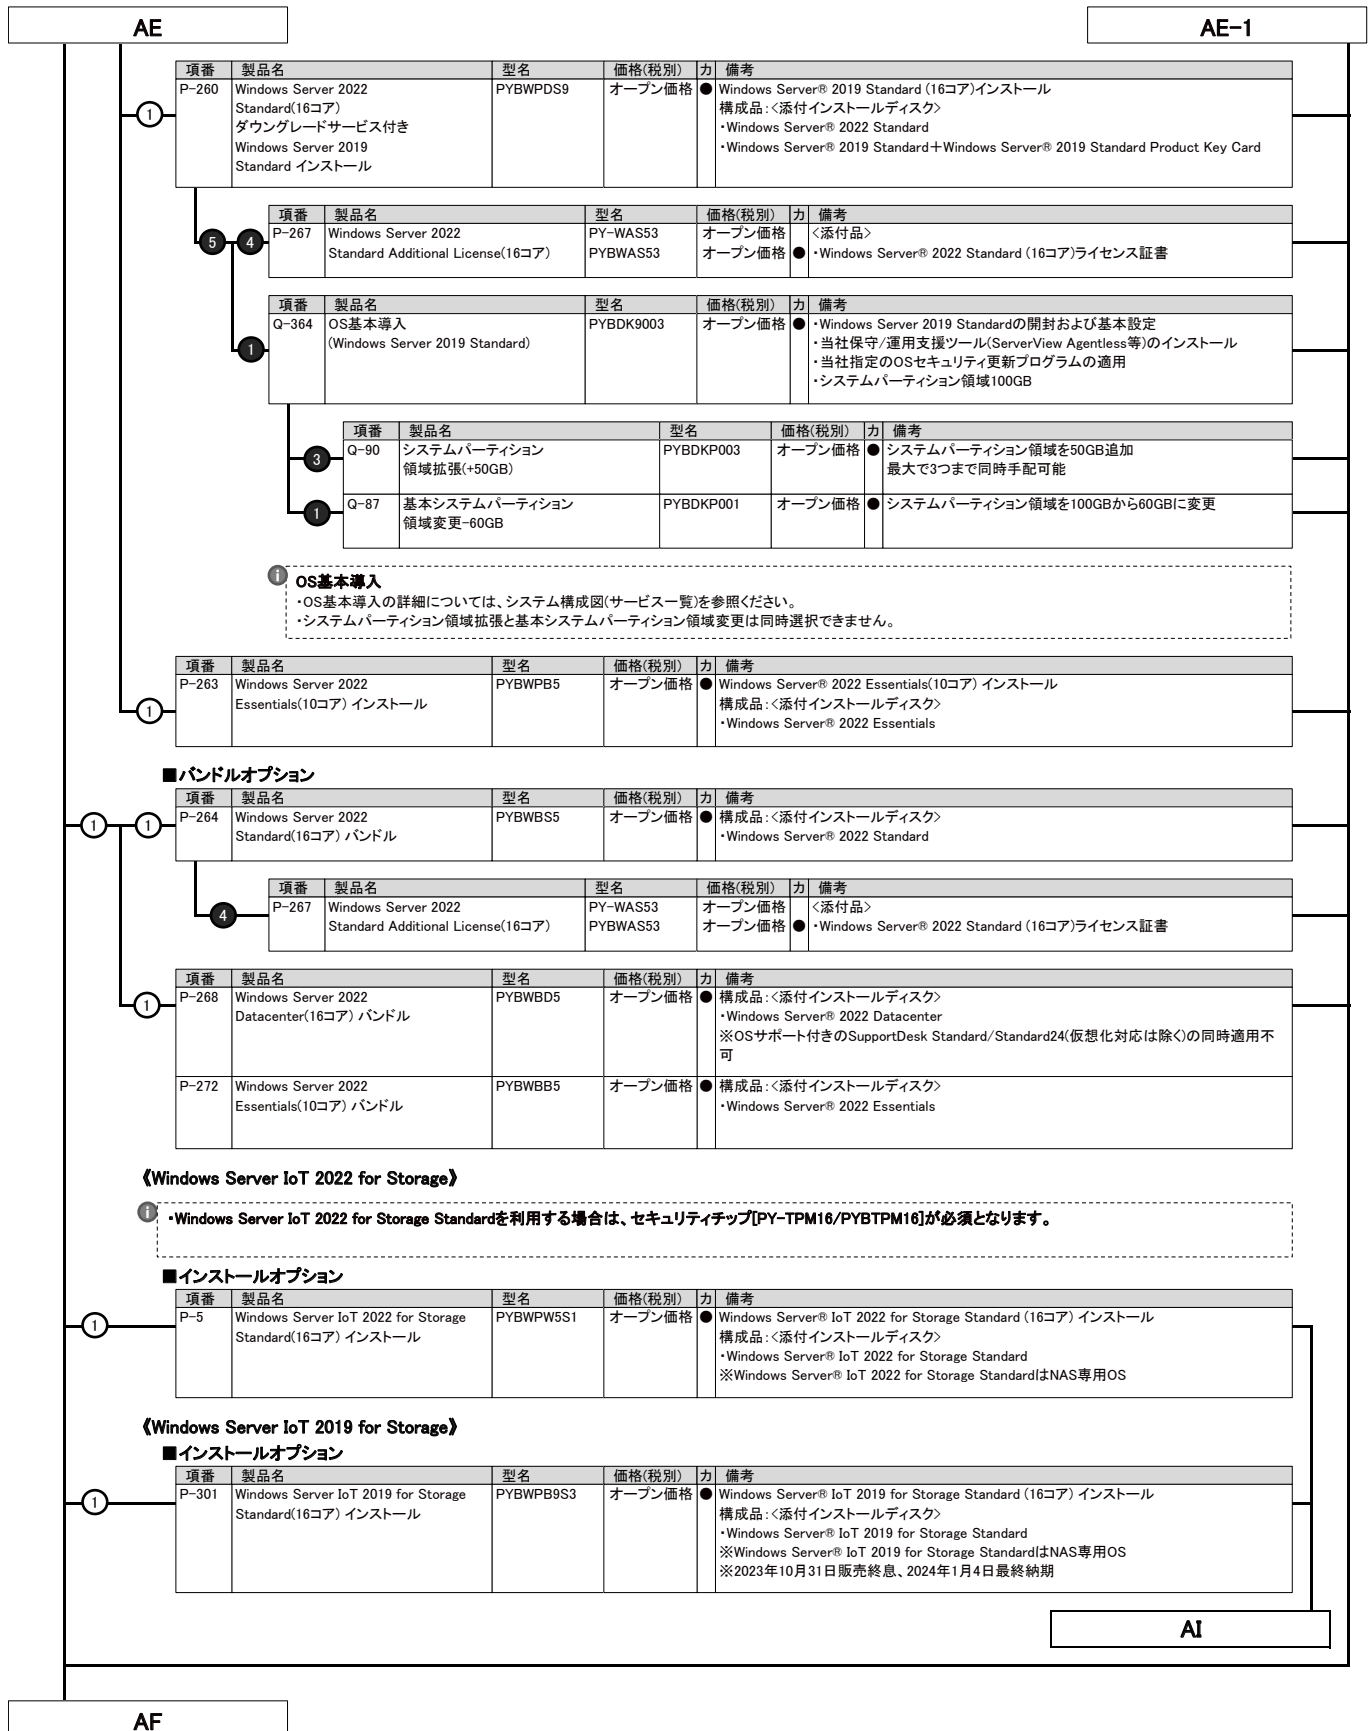 AE
AE-1
項番 製品名 型名 価格(税別) カ 備考
P-260 Windows Server 2022 PYBWPDS9 オープン価格 ● Windows Server® 2019 Standard (16コア)インストール
Standard(16コア) 構成品:<添付インストールディスク>
ダウングレードサービス付き ・Windows Server® 2022 Standard
Windows Server 2019 ・Windows Server® 2019 Standard+Windows Server® 2019 Standard Product Key Card
Standard インストール
1
項番 製品名 型名 価格(税別) カ 備考
5 4 P-267 Windows Server 2022 PY-WAS53 オープン価格 <添付品>
Standard Additional License(16コア) PYBWAS53 オープン価格 ● ・Windows Server® 2022 Standard (16コア)ライセンス証書
項番 製品名 型名 価格(税別) カ 備考
Q-364 OS基本導入 PYBDK9003 オープン価格 ● ・Windows Server 2019 Standardの開封および基本設定
1 (Windows Server 2019 Standard) ・当社保守/運用支援ツール(ServerView Agentless等)のインストール
・当社指定のOSセキュリティ更新プログラムの適用
・システムパーティション領域100GB
項番 製品名 型名 価格(税別) カ 備考
3 Q-90 システムパーティション PYBDKP003 オープン価格 ● システムパーティション領域を50GB追加
領域拡張(+50GB) 最大で3つまで同時手配可能
1 Q-87 基本システムパーティション PYBDKP001 オープン価格 ● システムパーティション領域を100GBから60GBに変更
領域変更-60GB
i OS基本導入
・OS基本導入の詳細については、システム構成図(サービス一覧)を参照ください。
・システムパーティション領域拡張と基本システムパーティション領域変更は同時選択できません。
項番 製品名 型名 価格(税別) カ 備考
P-263 Windows Server 2022 PYBWPB5 オープン価格 ● Windows Server® 2022 Essentials(10コア) インストール
1 Essentials(10コア) インストール 構成品:<添付インストールディスク>
・Windows Server® 2022 Essentials
■バンドルオプション
項番 製品名 型名 価格(税別) カ 備考
1 1 P-264 Windows Server 2022 PYBWBS5 オープン価格 ● 構成品:<添付インストールディスク>
Standard(16コア) バンドル ・Windows Server® 2022 Standard
項番 製品名 型名 価格(税別) カ 備考
4 P-267 Windows Server 2022 PY-WAS53 オープン価格 <添付品>
Standard Additional License(16コア) PYBWAS53 オープン価格 ● ・Windows Server® 2022 Standard (16コア)ライセンス証書
項番 製品名 型名 価格(税別) カ 備考
1 P-268 Windows Server 2022 PYBWBD5 オープン価格 ● 構成品:<添付インストールディスク>
Datacenter(16コア) バンドル ・Windows Server® 2022 Datacenter
※OSサポート付きのSupportDesk Standard/Standard24(仮想化対応は除く)の同時適用不
可
P-272 Windows Server 2022 PYBWBB5 オープン価格 ● 構成品:<添付インストールディスク>
Essentials(10コア) バンドル ・Windows Server® 2022 Essentials
《Windows Server IoT 2022 for Storage》
i ・Windows Server IoT 2022 for Storage Standardを利用する場合は、セキュリティチップ[PY-TPM16/PYBTPM16]が必須となります。
■インストールオプション
項番 製品名 型名 価格(税別) カ 備考
1 P-5 Windows Server IoT 2022 for Storage PYBWPW5S1 オープン価格 ● Windows Server® IoT 2022 for Storage Standard (16コア) インストール
Standard(16コア) インストール 構成品:<添付インストールディスク>
・Windows Server® IoT 2022 for Storage Standard
※Windows Server® IoT 2022 for Storage StandardはNAS専用OS
《Windows Server IoT 2019 for Storage》
■インストールオプション
項番 製品名 型名 価格(税別) カ 備考
1 P-301 Windows Server IoT 2019 for Storage PYBWPB9S3 オープン価格 ● Windows Server® IoT 2019 for Storage Standard (16コア) インストール
Standard(16コア) インストール 構成品:<添付インストールディスク>
・Windows Server® IoT 2019 for Storage Standard
※Windows Server® IoT 2019 for Storage StandardはNAS専用OS
※2023年10月31日販売終息、2024年1月4日最終納期
AI
AF